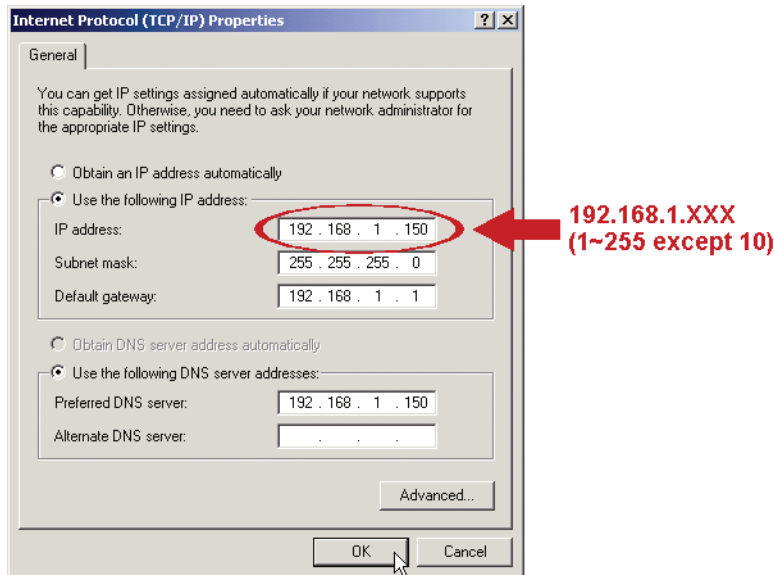 Internet Protocol (TCP/IP) Properties
General
You can get IP settings assigned automatically if your network supports
this capability. Otherwise, you need to ask your network administrator for
the appropriate IP settings.
Obtain an IP address automatically
Use the following IP address:
IP address: 192 . 168 . 1 . 150
192.168.1.XXX
(1~255 except 10)
Subnet mask: 255 . 255 . 255 . 0
Default gateway: 192 . 168 . 1 . 1
Obtain DNS server address automatically
Use the following DNS server addresses:
Preferred DNS server: 192 . 168 . 1 . 150
Alternate DNS server: . . .
Advanced...
OK Cancel